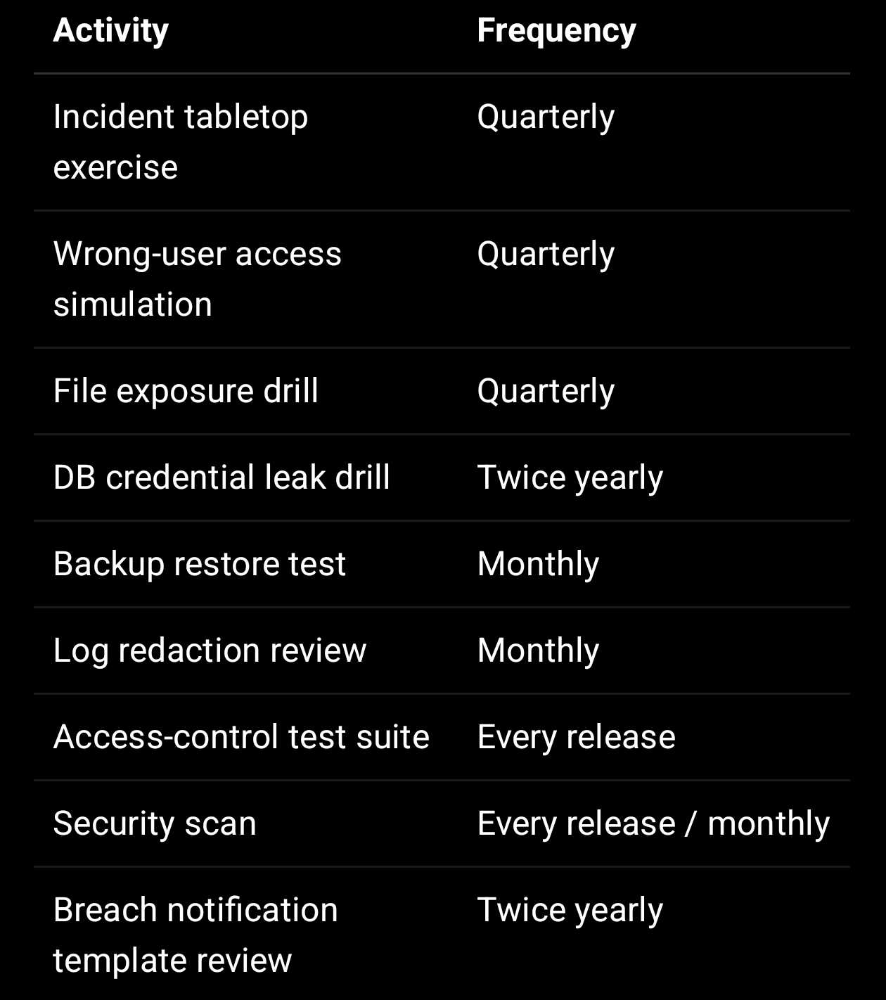 Activity Frequency
Incident tabletop Quarterly
exercise
Wrong-user access Quarterly
simulation
File exposure drill Quarterly
DB credential leak drill Twice yearly
Backup restore test Monthly
Log redaction review Monthly
Access-control test suite Every release
Security scan Every release / monthly
Breach notification Twice yearly
template review